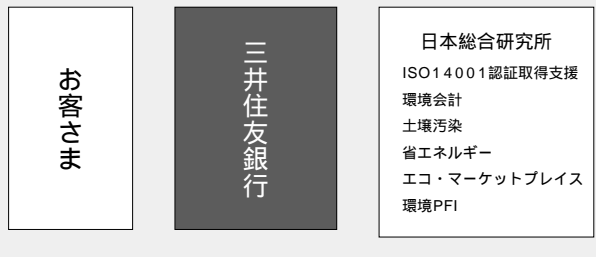 お客さま
三井住友銀行
日本総合研究所
ISO14001認証取得支援
環境会計
土壌汚染
省エネルギー
エコ・マーケットプレイス
環境PFI